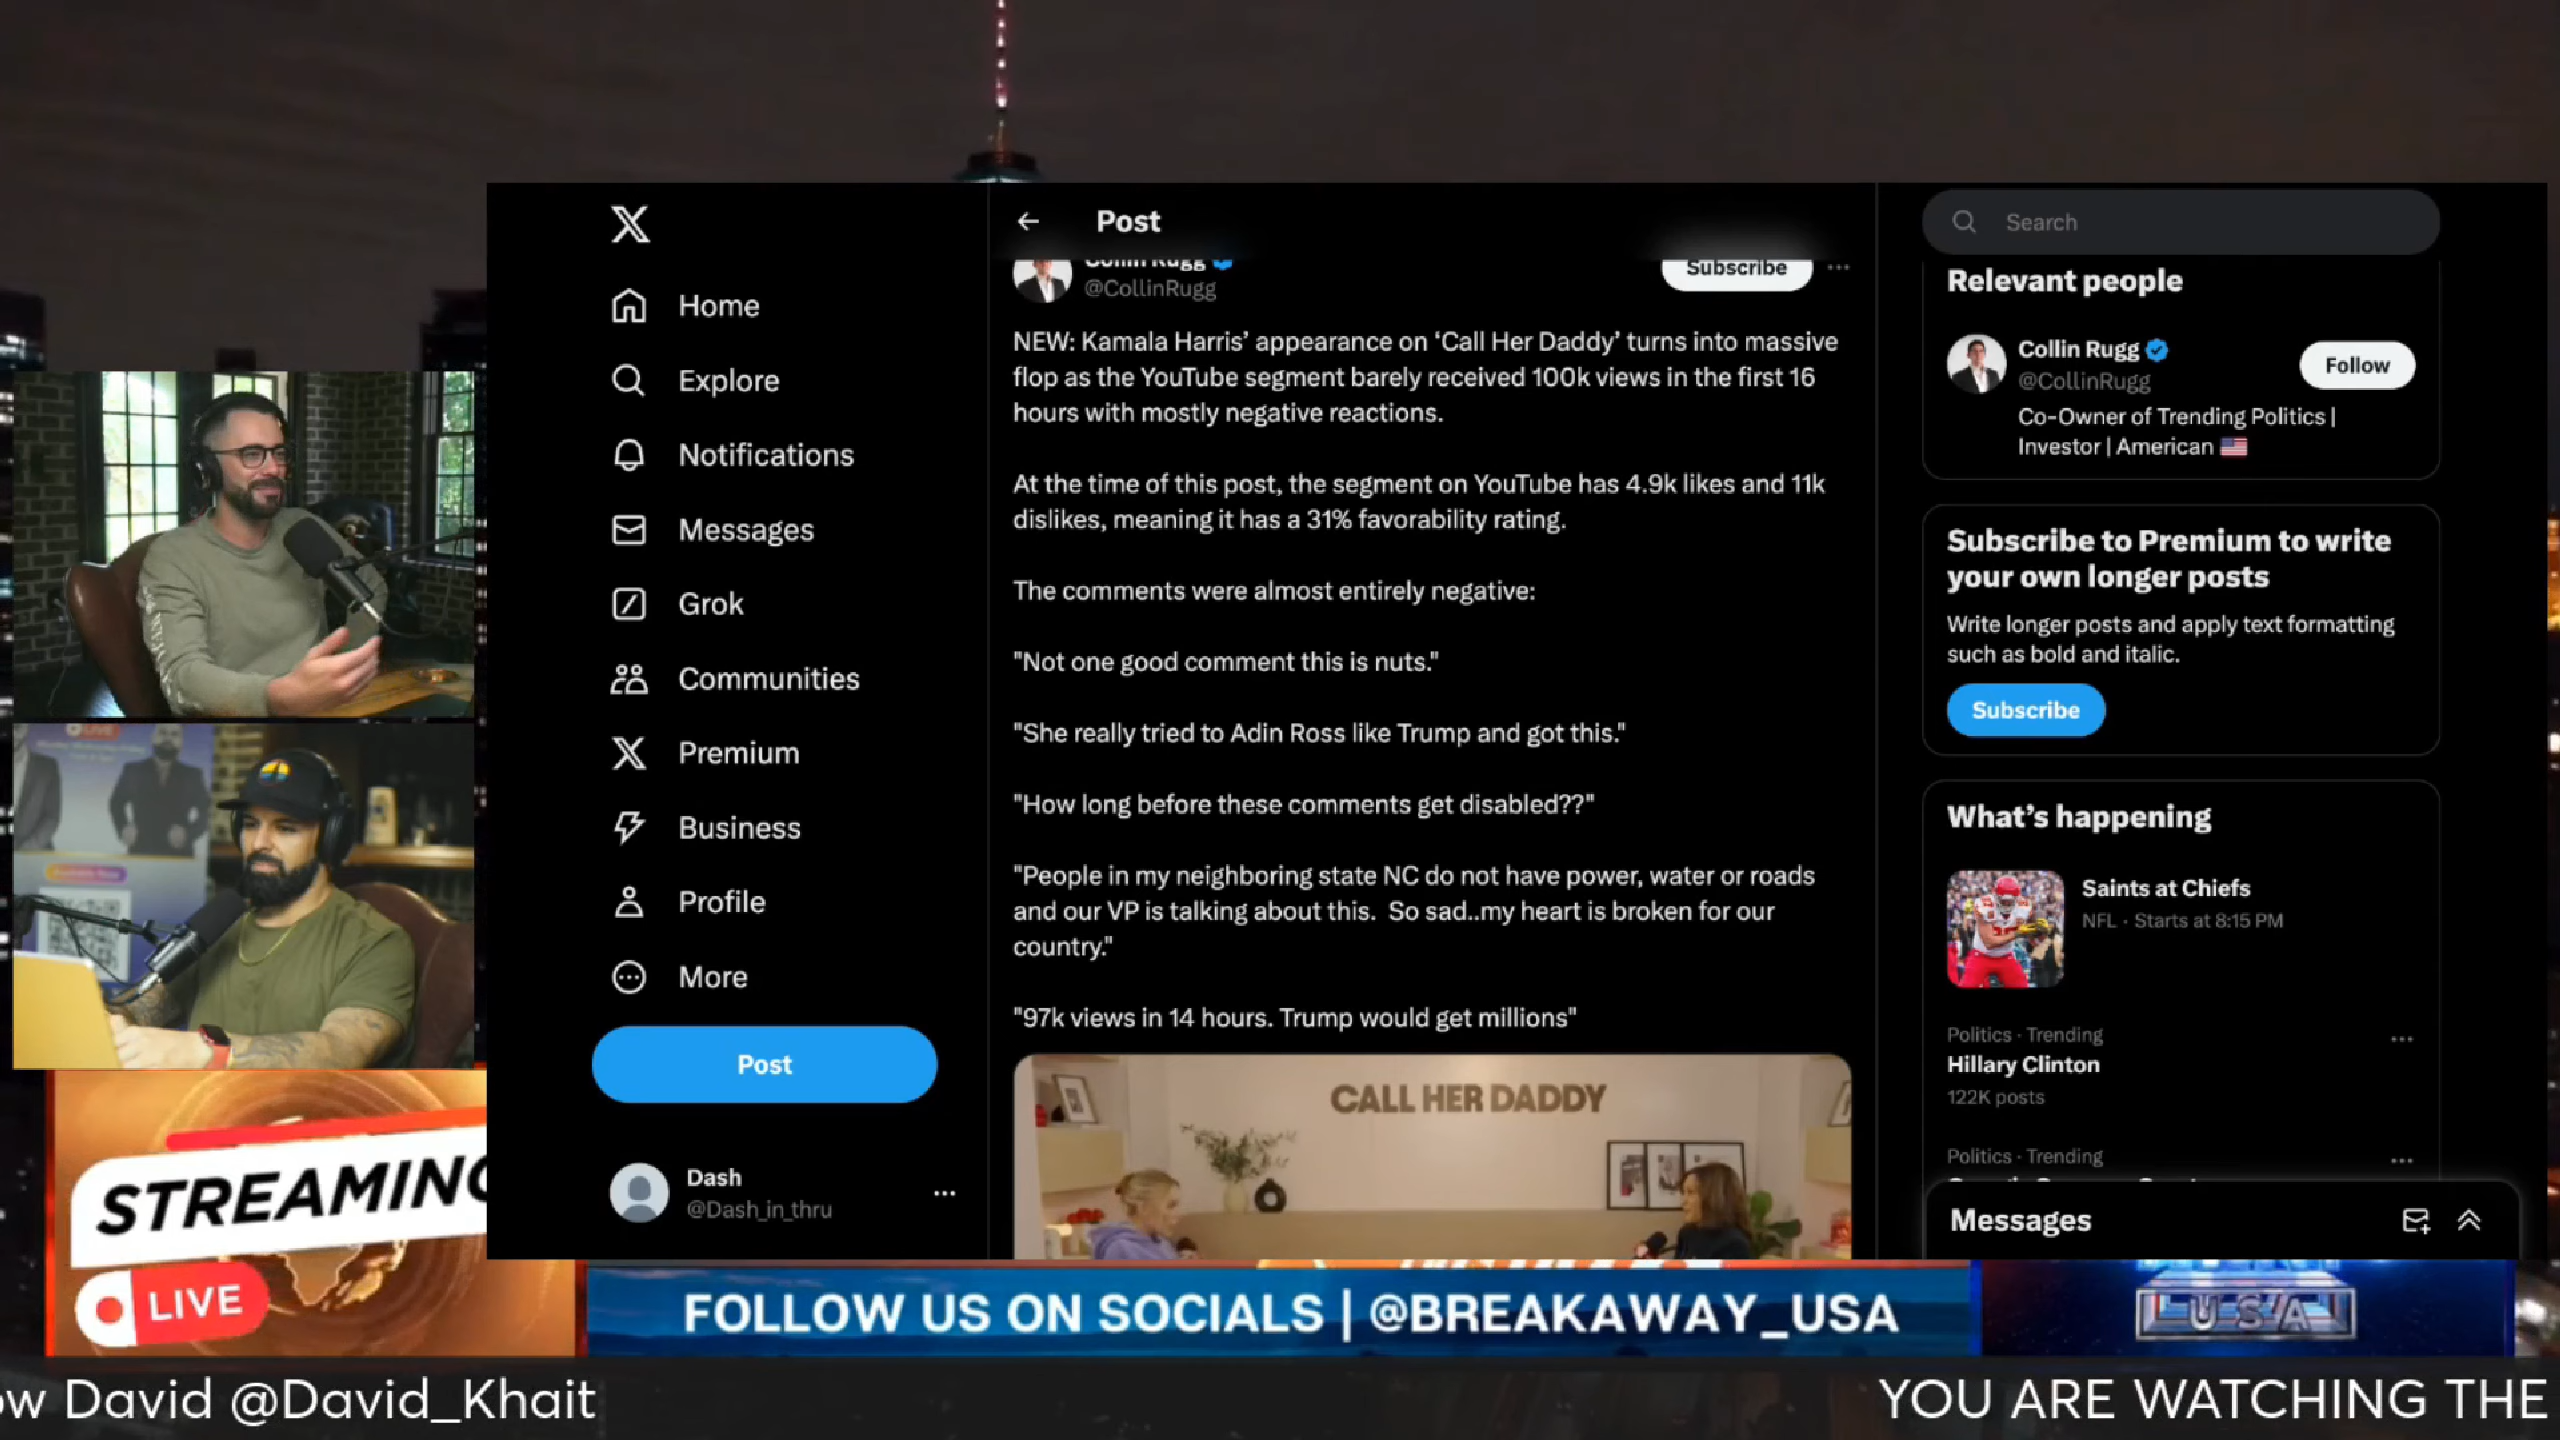 Post
Search
Collin Rugg
@CollinRugg
Subscribe
NEW: Kamala Harris’ appearance on ‘Call Her Daddy’ turns into massive
flop as the YouTube segment barely received 100k views in the first 16
hours with mostly negative reactions.
At the time of this post, the segment on YouTube has 4.9k likes and 11k
dislikes, meaning it has a 31% favorability rating.
The comments were almost entirely negative:
"Not one good comment this is nuts."
"She really tried to Adin Ross like Trump and got this."
"How long before these comments get disabled??"
"People in my neighboring state NC do not have power, water or roads
and our VP is talking about this.  So sad..my heart is broken for our
country."
"97k views in 14 hours. Trump would get millions"
CALL HER DADDY
Home
Explore
Notifications
Messages
Grok
Communities
Premium
Business
Profile
More
Post
Dash
@Dash_in_thru
Relevant people
Collin Rugg
@CollinRugg
Follow
Co-Owner of Trending Politics |
Investor | American
Subscribe to Premium to write
your own longer posts
Write longer posts and apply text formatting
such as bold and italic.
Subscribe
What’s happening
Saints at Chiefs
NFL · Starts at 8:15 PM
Politics · Trending
Hillary Clinton
122K posts
Politics · Trending
Messages
STREAMING
LIVE
FOLLOW US ON SOCIALS | @BREAKAWAY_USA
USA
ow David @David_Khait
YOU ARE WATCHING THE